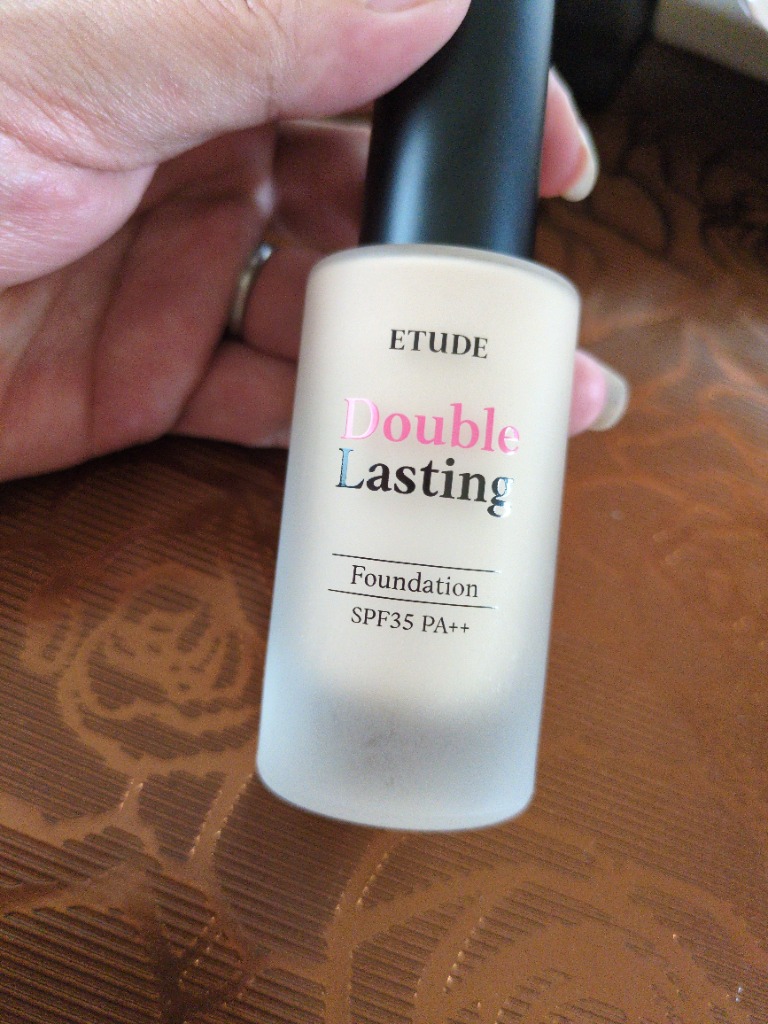 ETUDE
Double
Lasting
Foundation
SPF35 PA++